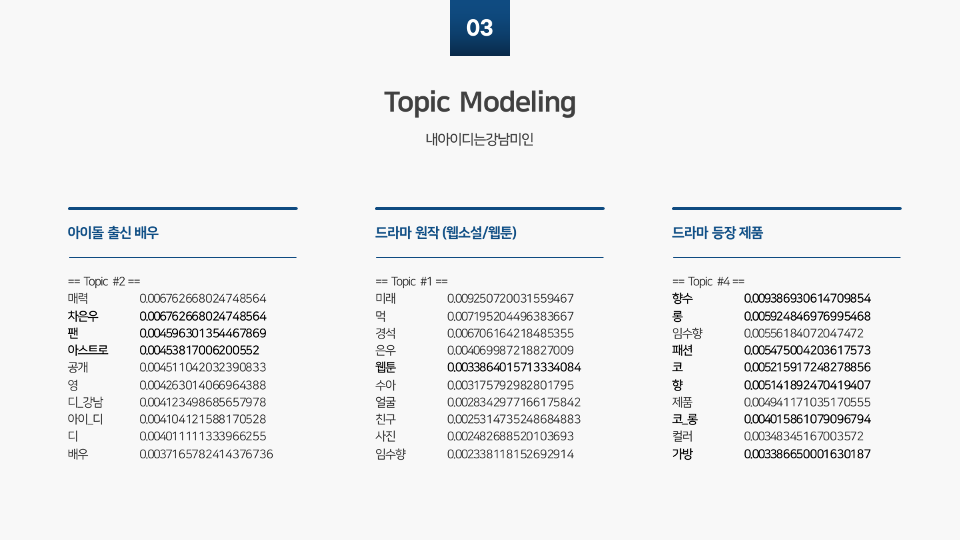 03
Topic Modeling
내아이디는강남미인
아이돌 출신 배우
== Topic #2 ==
매력 0.006762668024748564
차은우 0.006762668024748564
팬 0.004596301354467869
아스트로 0.00453817006200552
공개 0.004511042032390833
영 0.004263014066964388
디_강남 0.004123498685657978
아이_디 0.004104121588170528
디 0.004011111333966255
배우 0.0037165782414376736
드라마 원작 (웹소설/웹툰)
== Topic #1 ==
미래 0.009250720031559467
먹 0.007195204496383667
경석 0.006706164218485355
은우 0.004069987218827009
웹툰 0.0033864015713334084
수아 0.003175792982801795
얼굴 0.0028342977166175842
친구 0.0025314735248684883
사진 0.002482688520103693
임수향 0.002338118152692914
드라마 등장 제품
== Topic #4 ==
향수 0.009386930614709854
롱 0.005924846976995468
임수향 0.00556184072047472
패션 0.005475004203617573
코 0.005215917248278856
향 0.005141892470419407
제품 0.004941171035170555
코_롱 0.004015861079096794
컬러 0.00348345167003572
가방 0.003386650001630187